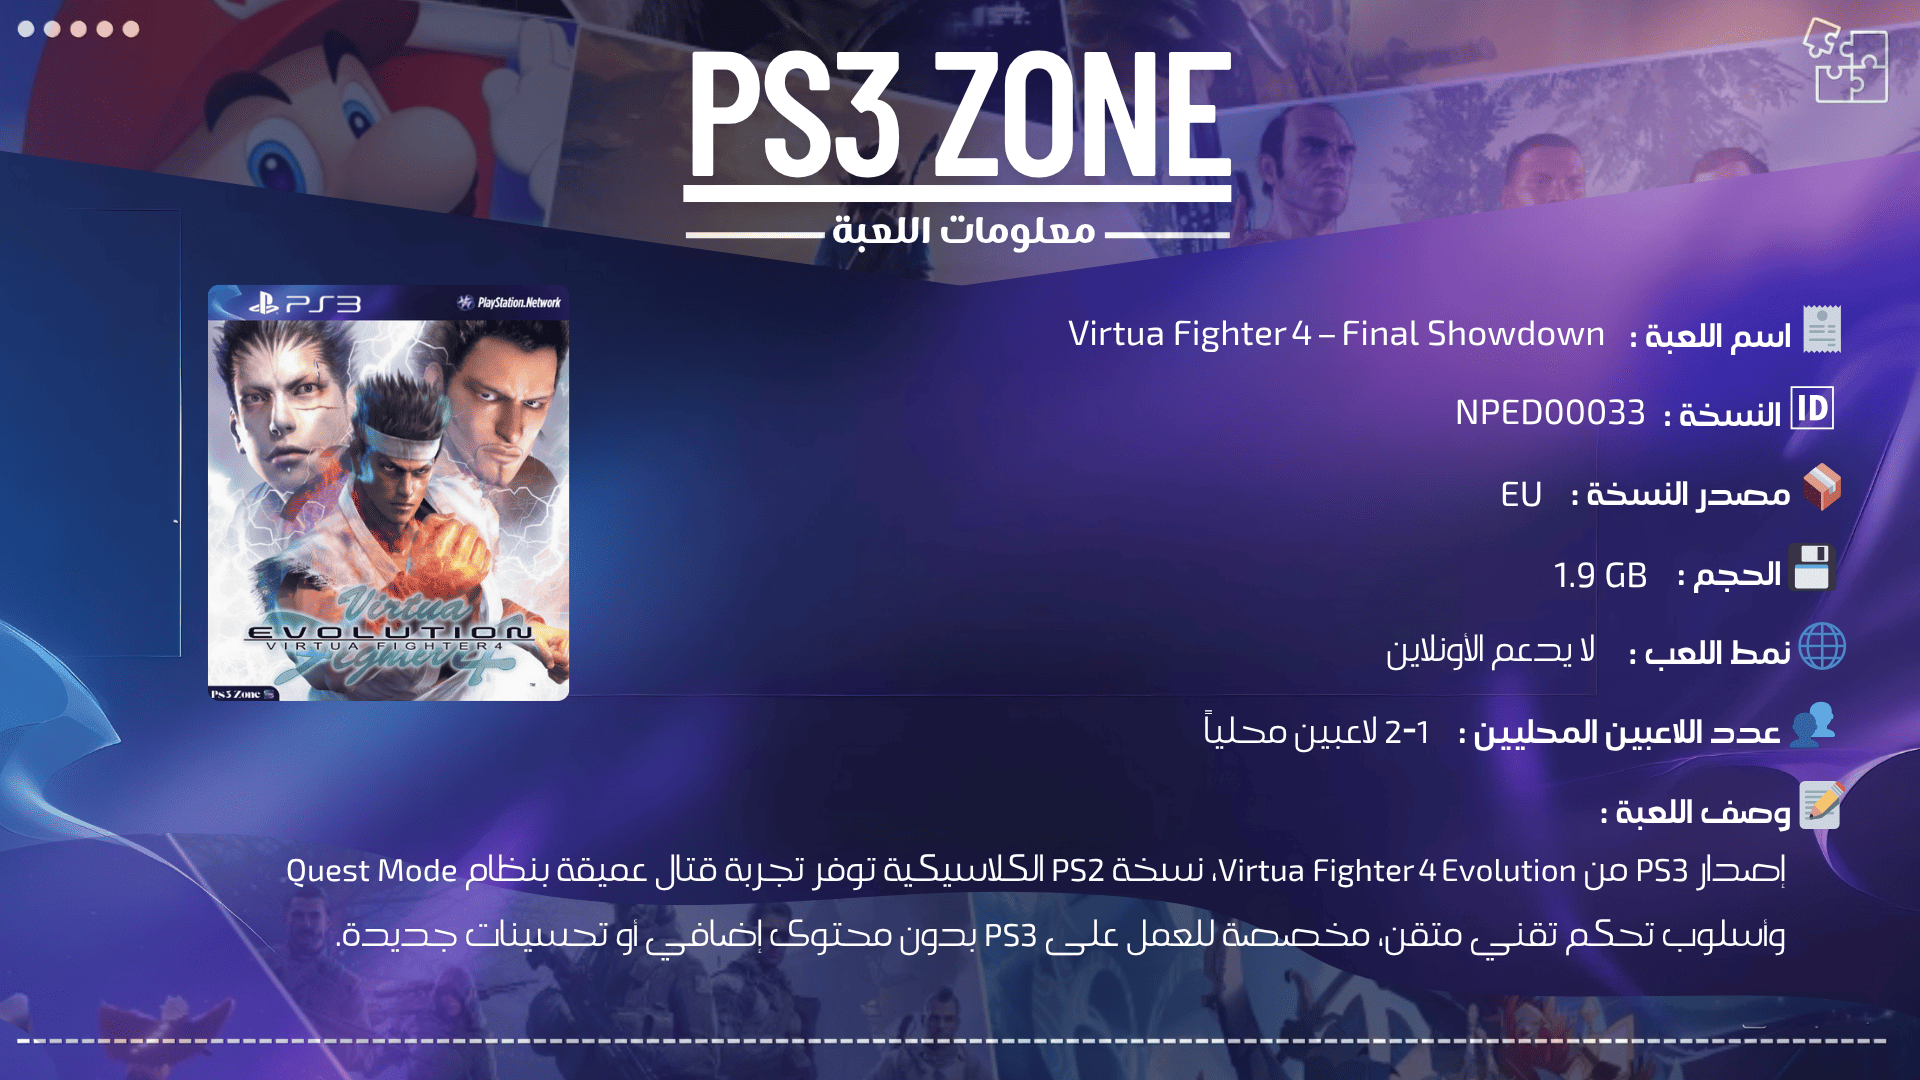 PS3 ZONE
معلومات اللعبة
PS3 PlayStation.Network
Virtua Fighter 4
EVOLUTION
VIRTUA FIGHTER 4
™
Ps3 Zone
اسم اللعبة : Virtua Fighter 4 – Final Showdown
ID النسخة : NPED00033
مصدر النسخة : EU
الحجم : 1.9 GB
نمط اللعب : لا يدعم الأونلاين
عدد اللاعبين المحليين : 1-2 لاعبين محلياً
وصف اللعبة :
إصدار PS3 من Virtua Fighter 4 Evolution، نسخة PS2 الكلاسيكية توفر تجربة قتال عميقة بنظام Quest Mode
وأسلوب تحكم تقني متقن، مخصصة للعمل على PS3 بدون محتوى إضافي أو تحسينات جديدة.